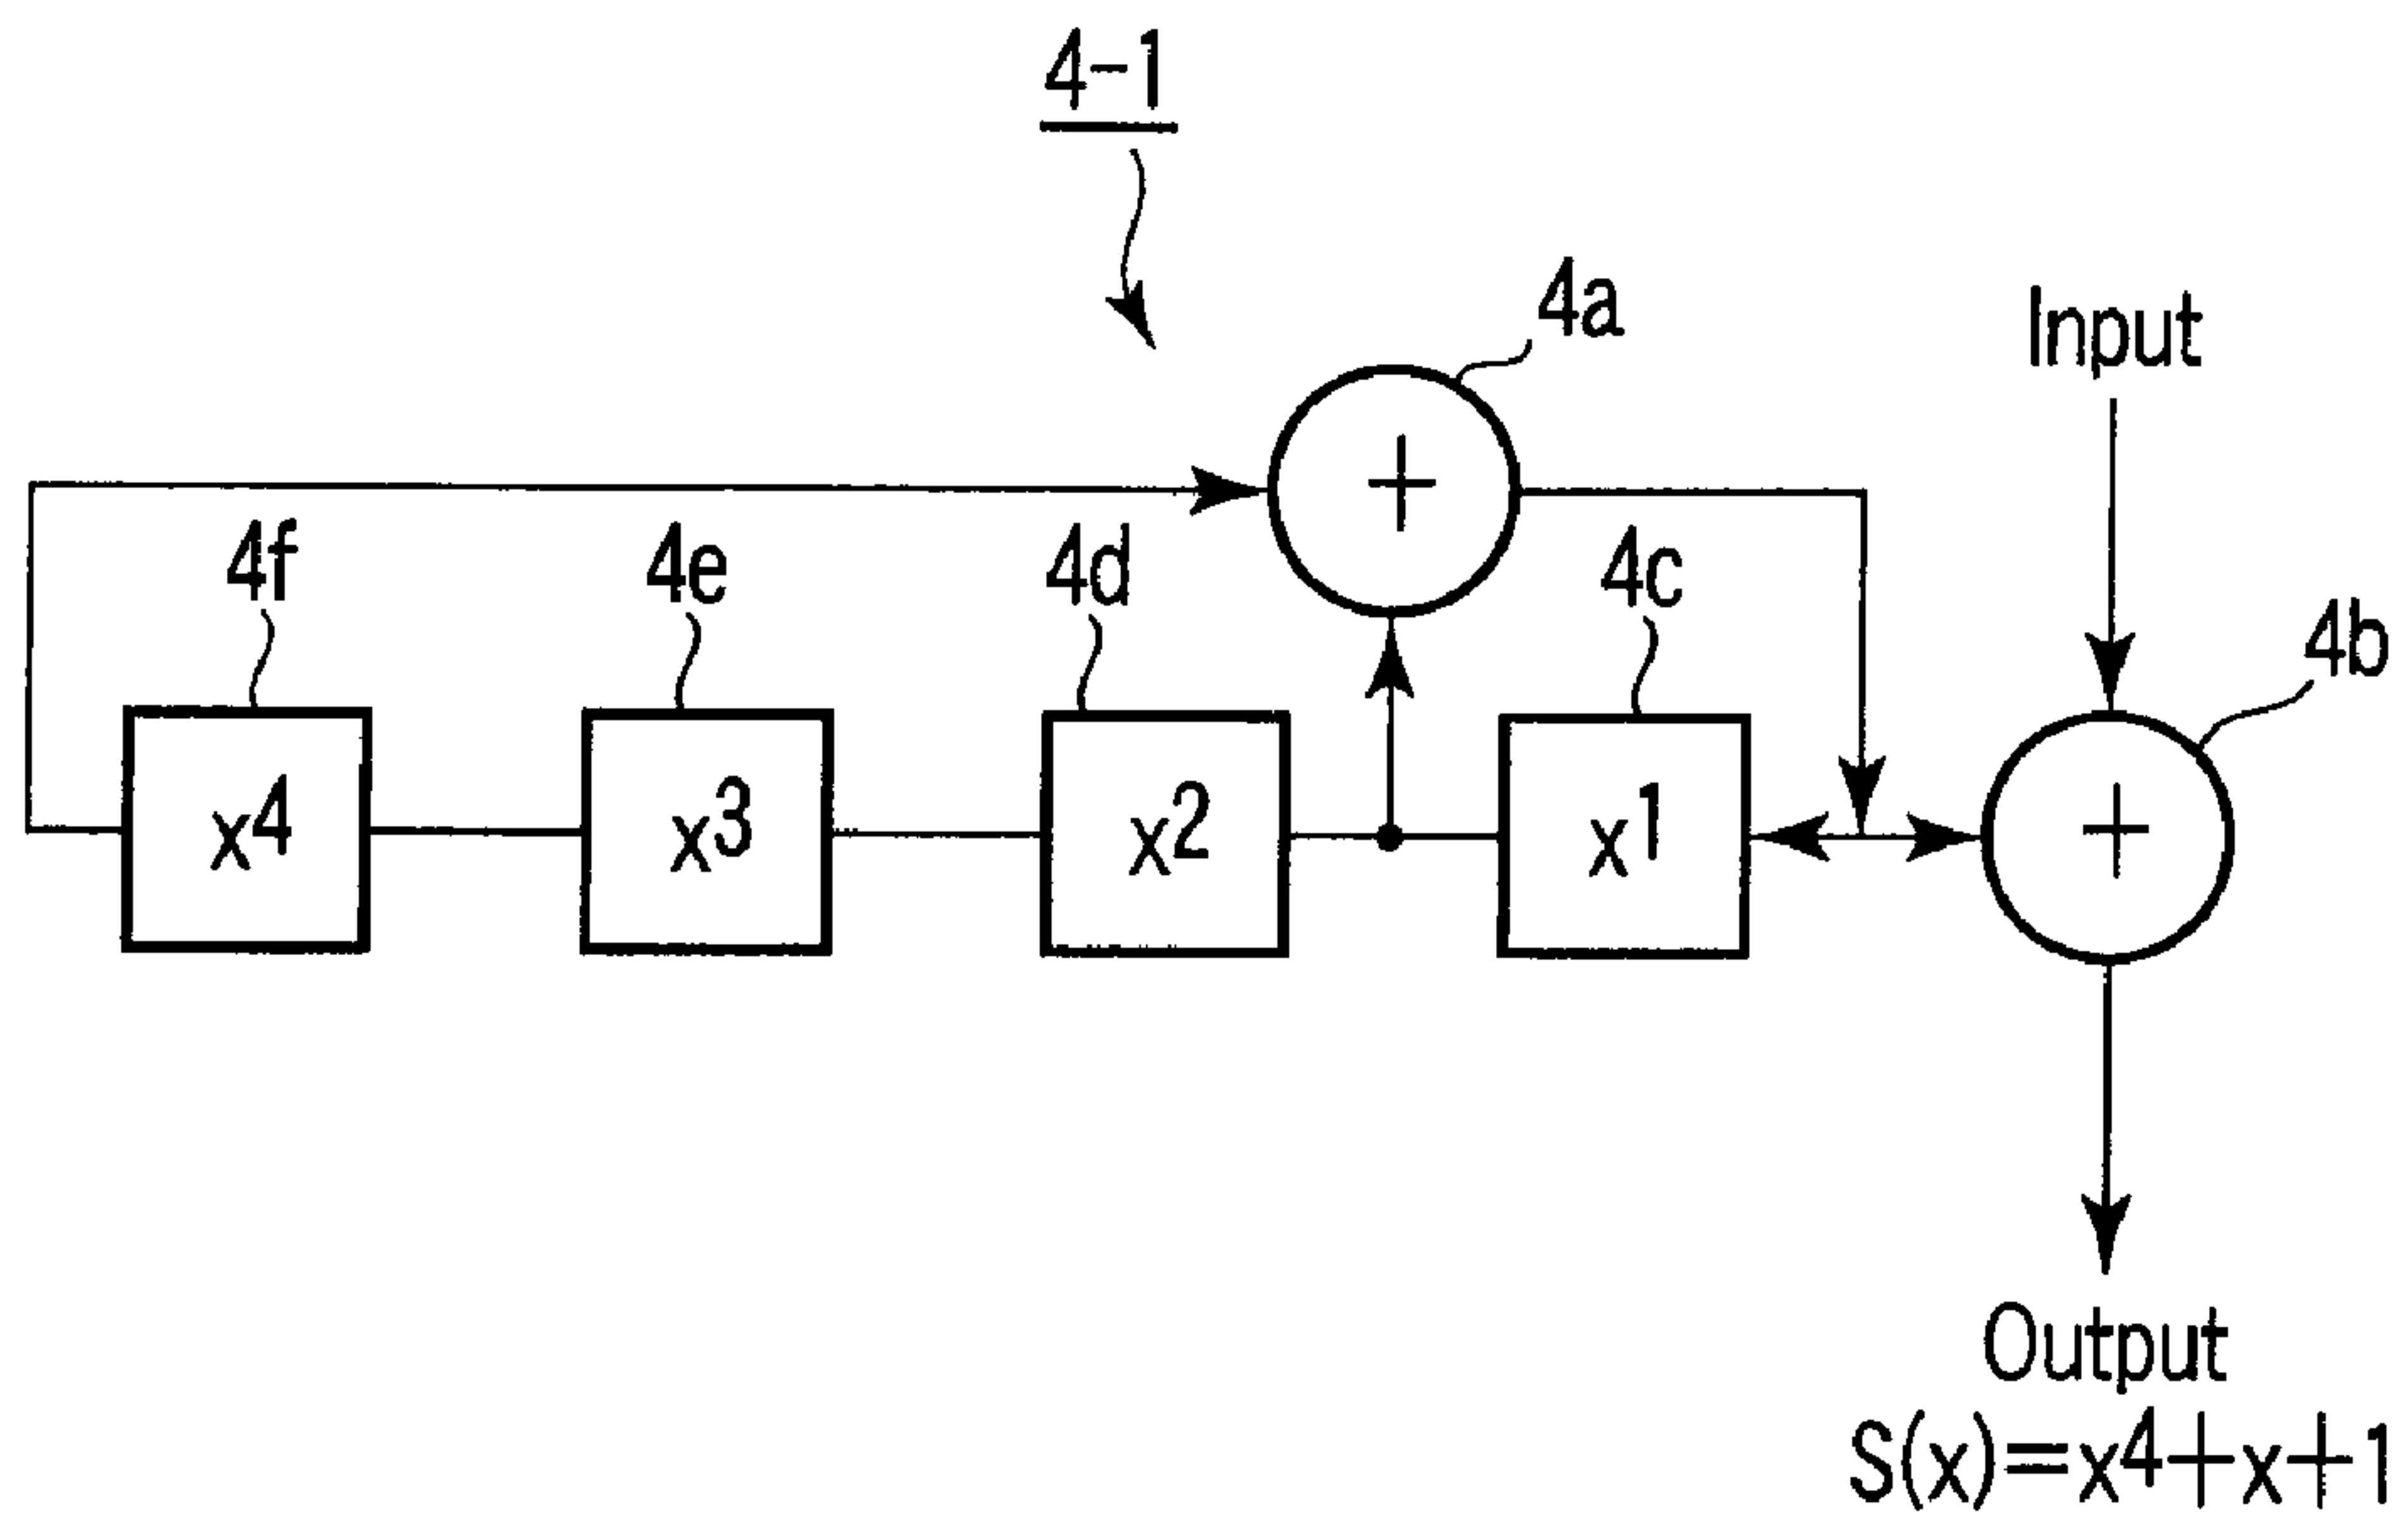 4-1
4a
Input
4f
4e
4d
4c
4b
+
x4
x3
x2
x1
+
Output
S(x)=x4+x+1